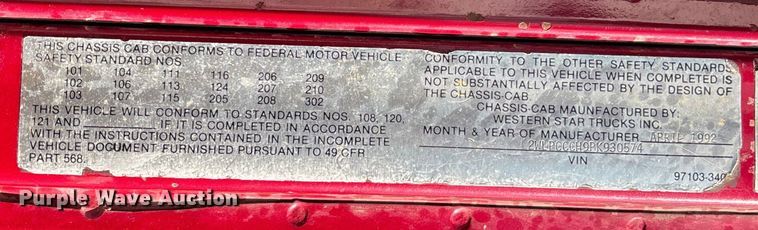 THIS CHASSIS CAB CONFORMS TO FEDERAL MOTOR VEHICLE
SAFETY STANDARD NOS
101 104 111 116 206 209
102 106 113 124 207 210
103 107 115 205 208 302
THIS VEHICLE WILL CONFORM TO STANDARDS NOS. 108, 120,
121 AND IF IT IS COMPLETED IN ACCORDANCE
WITH THE INSTRUCTIONS CONTAINED IN THE INCOMPLETE
VEHICLE DOCUMENT FURNISHED PURSUANT TO 49 CFR
PART 568.
CONFORMITY TO THE OTHER SAFETY STANDARDS
APPLICABLE TO THIS VEHICLE WHEN COMPLETED IS
NOT SUBSTANTIALLY AFFECTED BY THE DESIGN OF
THE CHASSIS-CAB.
CHASSIS-CAB MAUNFACTURED BY:
WESTERN STAR TRUCKS INC.
MONTH & YEAR OF MANUFACTURER APRIL 1992
VIN
97103-340
Purple Wave Auction